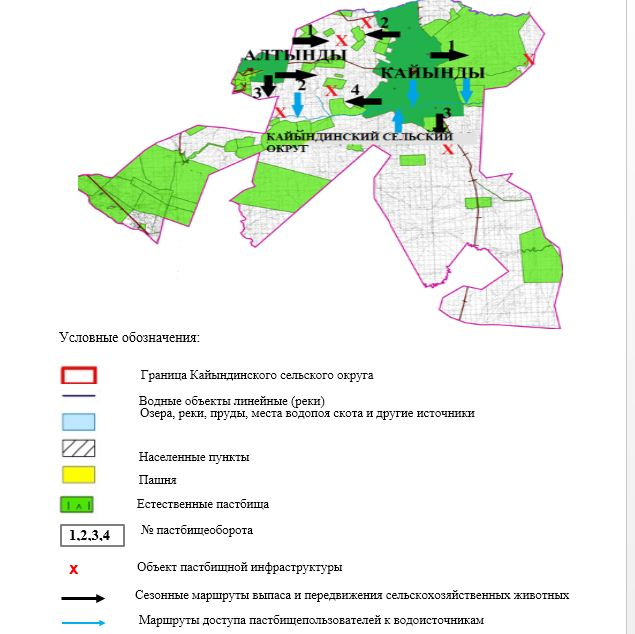 1
2
X
X
1
X
АЛТЫНДЫ
КАЙЫНДЫ
3
2
X
4
X
3
КАЙЫНДИНСКИЙ СЕЛЬСКИЙ
ОКРУГ
X
Условные обозначения:
Граница Кайындинского сельского округа
Водные объекты линейные (реки)
Озера, реки, пруды, места водопоя скота и другие источники
Населенные пункты
Пашня
Естественные пастбища
1,2,3,4 № пастбищеоборота
х Объект пастбищной инфраструктуры
Сезонные маршруты выпаса и передвижения сельскохозяйственных животных
Маршруты доступа пастбищепользователей к водоисточникам